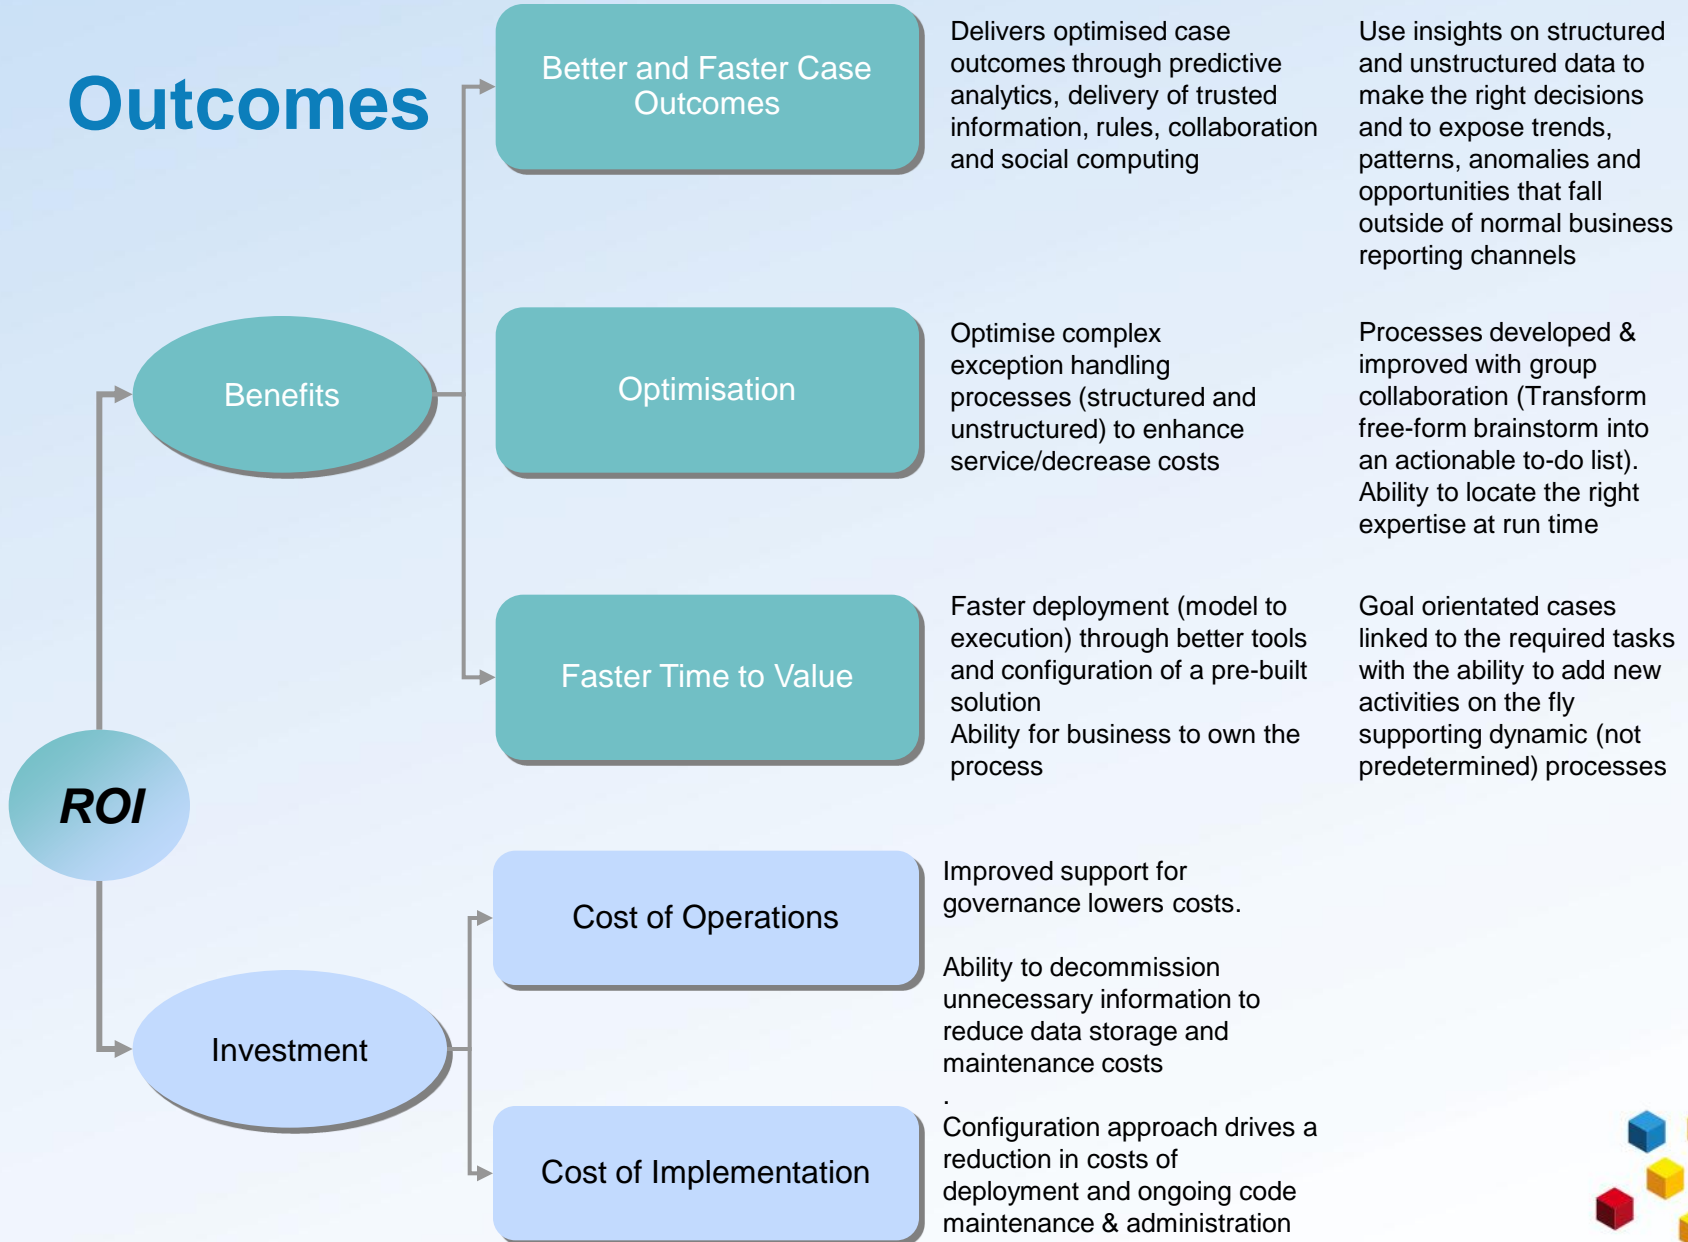 Outcomes
Better and Faster Case
Outcomes
Delivers optimised case
outcomes through predictive
analytics, delivery of trusted
information, rules, collaboration
and social computing
Use insights on structured
and unstructured data to
make the right decisions
and to expose trends,
patterns, anomalies and
opportunities that fall
outside of normal business
reporting channels
Benefits
Optimisation
Optimise complex
exception handling
processes (structured and
unstructured) to enhance
service/decrease costs
Processes developed &
improved with group
collaboration (Transform
free-form brainstorm into
an actionable to-do list).
Ability to locate the right
expertise at run time
Faster Time to Value
Faster deployment (model to
execution) through better tools
and configuration of a pre-built
solution
Ability for business to own the
process
Goal orientated cases
linked to the required tasks
with the ability to add new
activities on the fly
supporting dynamic (not
predetermined) processes
ROI
Cost of Operations
Improved support for
governance lowers costs.
Ability to decommission
unnecessary information to
reduce data storage and
maintenance costs
.
Investment
Cost of Implementation
Configuration approach drives a
reduction in costs of
deployment and ongoing code
maintenance & administration